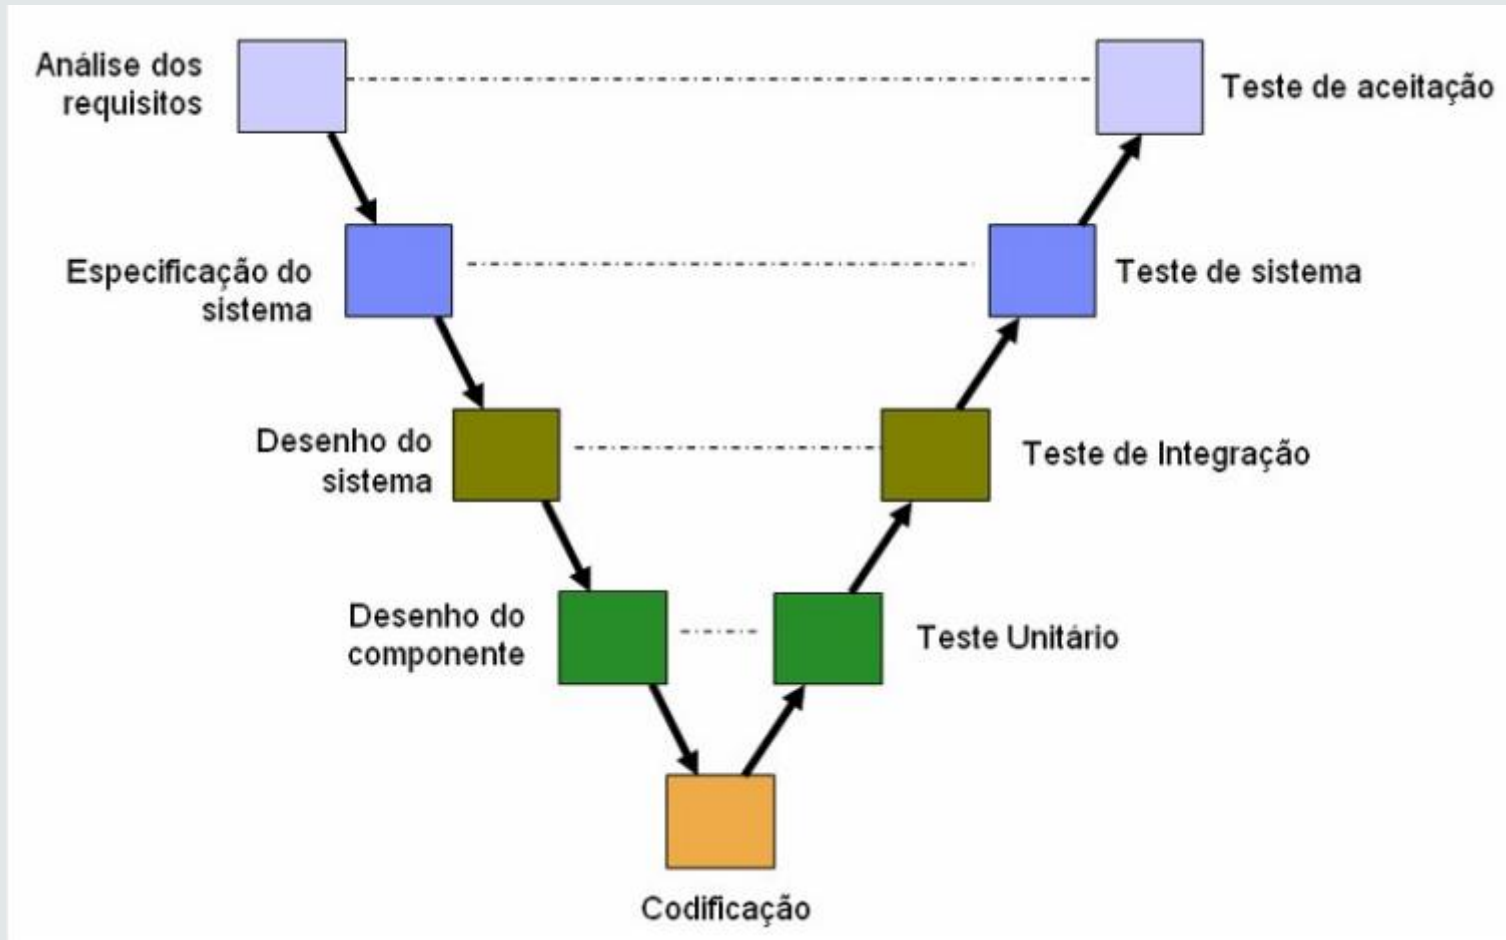 Análise dos
requisitos
Teste de aceitação
Especificação do
sistema
Teste de sistema
Desenho do
sistema
Teste de Integração
Desenho do
componente
Teste Unitário
Codificação